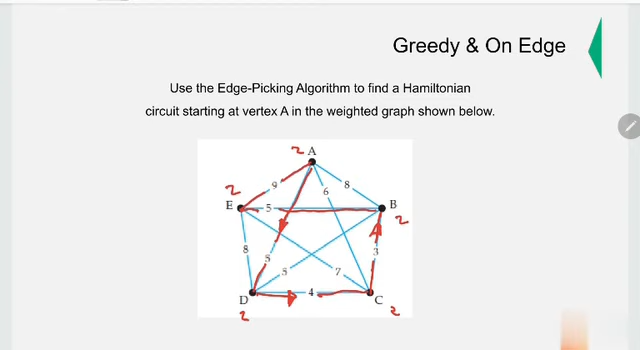 Greedy & On Edge
Use the Edge-Picking Algorithm to find a Hamiltonian
circuit starting at vertex A in the weighted graph shown below.
2 A
2 9 6 8
E 5 B
2
8 5 3
5 7
D 4 C
2 2